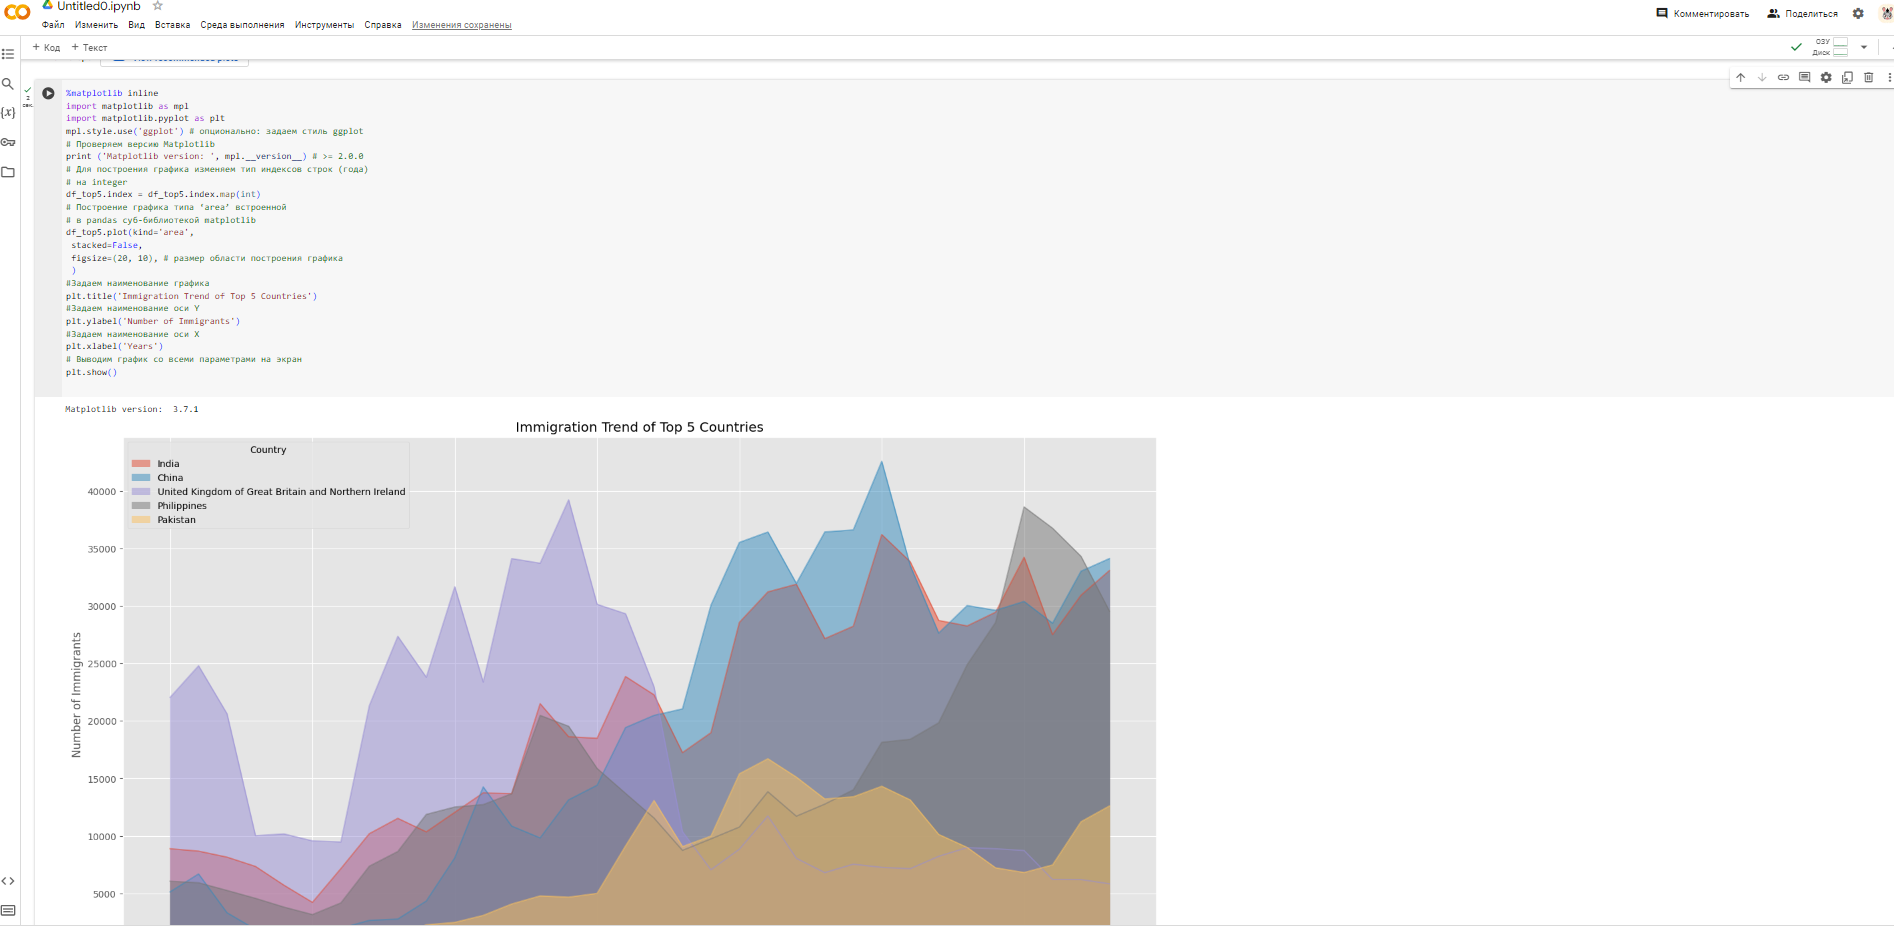 Untitled0.ipynb
Файл Изменить Вид Вставка Среда выполнения Инструменты Справка Изменения сохранены
Комментировать
Поделиться
+ Код + Текст
ОЗУ
Диск
View recommended plots
{x}
%matplotlib inline
import matplotlib as mpl
import matplotlib.pyplot as plt
mpl.style.use('ggplot') # опционально: задаем стиль ggplot
# Проверяем версию Matplotlib
print ('Matplotlib version: ', mpl.__version__) # >= 2.0.0
# Для построения графика изменяем тип индексов строк (года)
# на integer
df_top5.index = df_top5.index.map(int)
# Построение графика типа ‘area’ встроенной
# в pandas суб-библиотекой matplotlib
df_top5.plot(kind='area',
stacked=False,
figsize=(20, 10), # размер области построения графика
)
#Задаем наименование графика
plt.title('Immigration Trend of Top 5 Countries')
#Задаем наименование оси Y
plt.ylabel('Number of Immigrants')
#Задаем наименование оси X
plt.xlabel('Years')
# Выводим график со всеми параметрами на экран
plt.show()
Matplotlib version:  3.7.1
Immigration Trend of Top 5 Countries
Country
India
China
United Kingdom of Great Britain and Northern Ireland
Philippines
Pakistan
Number of Immigrants
40000
35000
30000
25000
20000
15000
10000
5000